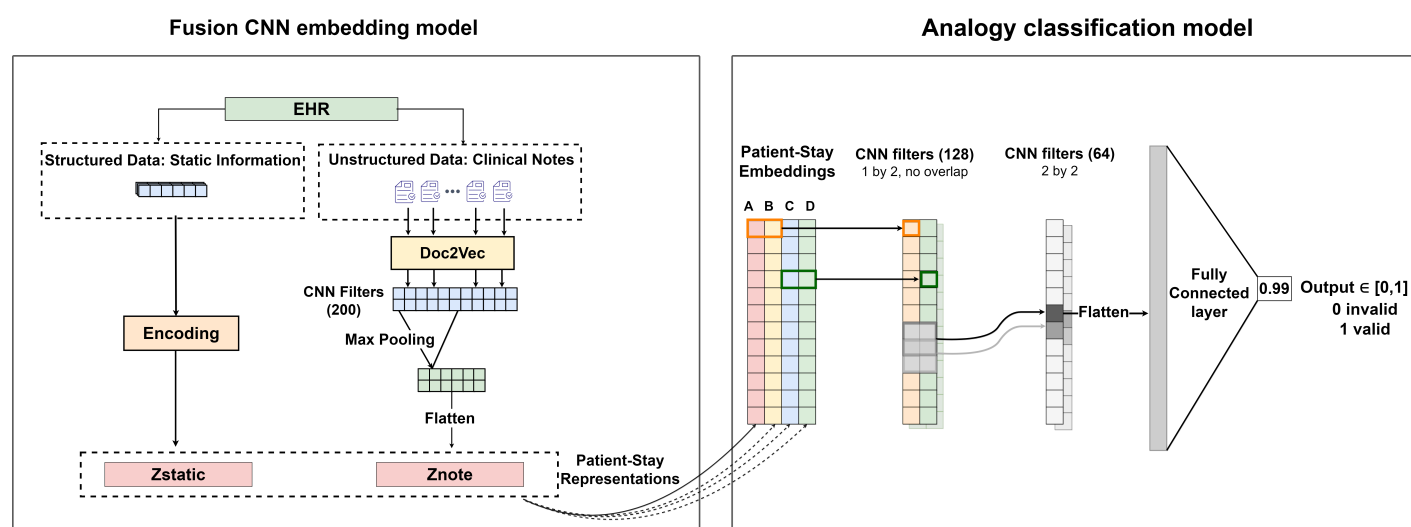 Fusion CNN embedding model
EHR
Structured Data: Static Information
Unstructured Data: Clinical Notes
Doc2Vec
CNN Filters
(200)
Max Pooling
Encoding
Flatten
Zstatic
Znote
Patient-Stay
Representations
Analogy classification model
Patient-Stay
Embeddings
A B C D
CNN filters (128)
1 by 2, no overlap
CNN filters (64)
2 by 2
Flatten
Fully
Connected
layer
0.99
Output ∈ [0,1]
0 invalid
1 valid